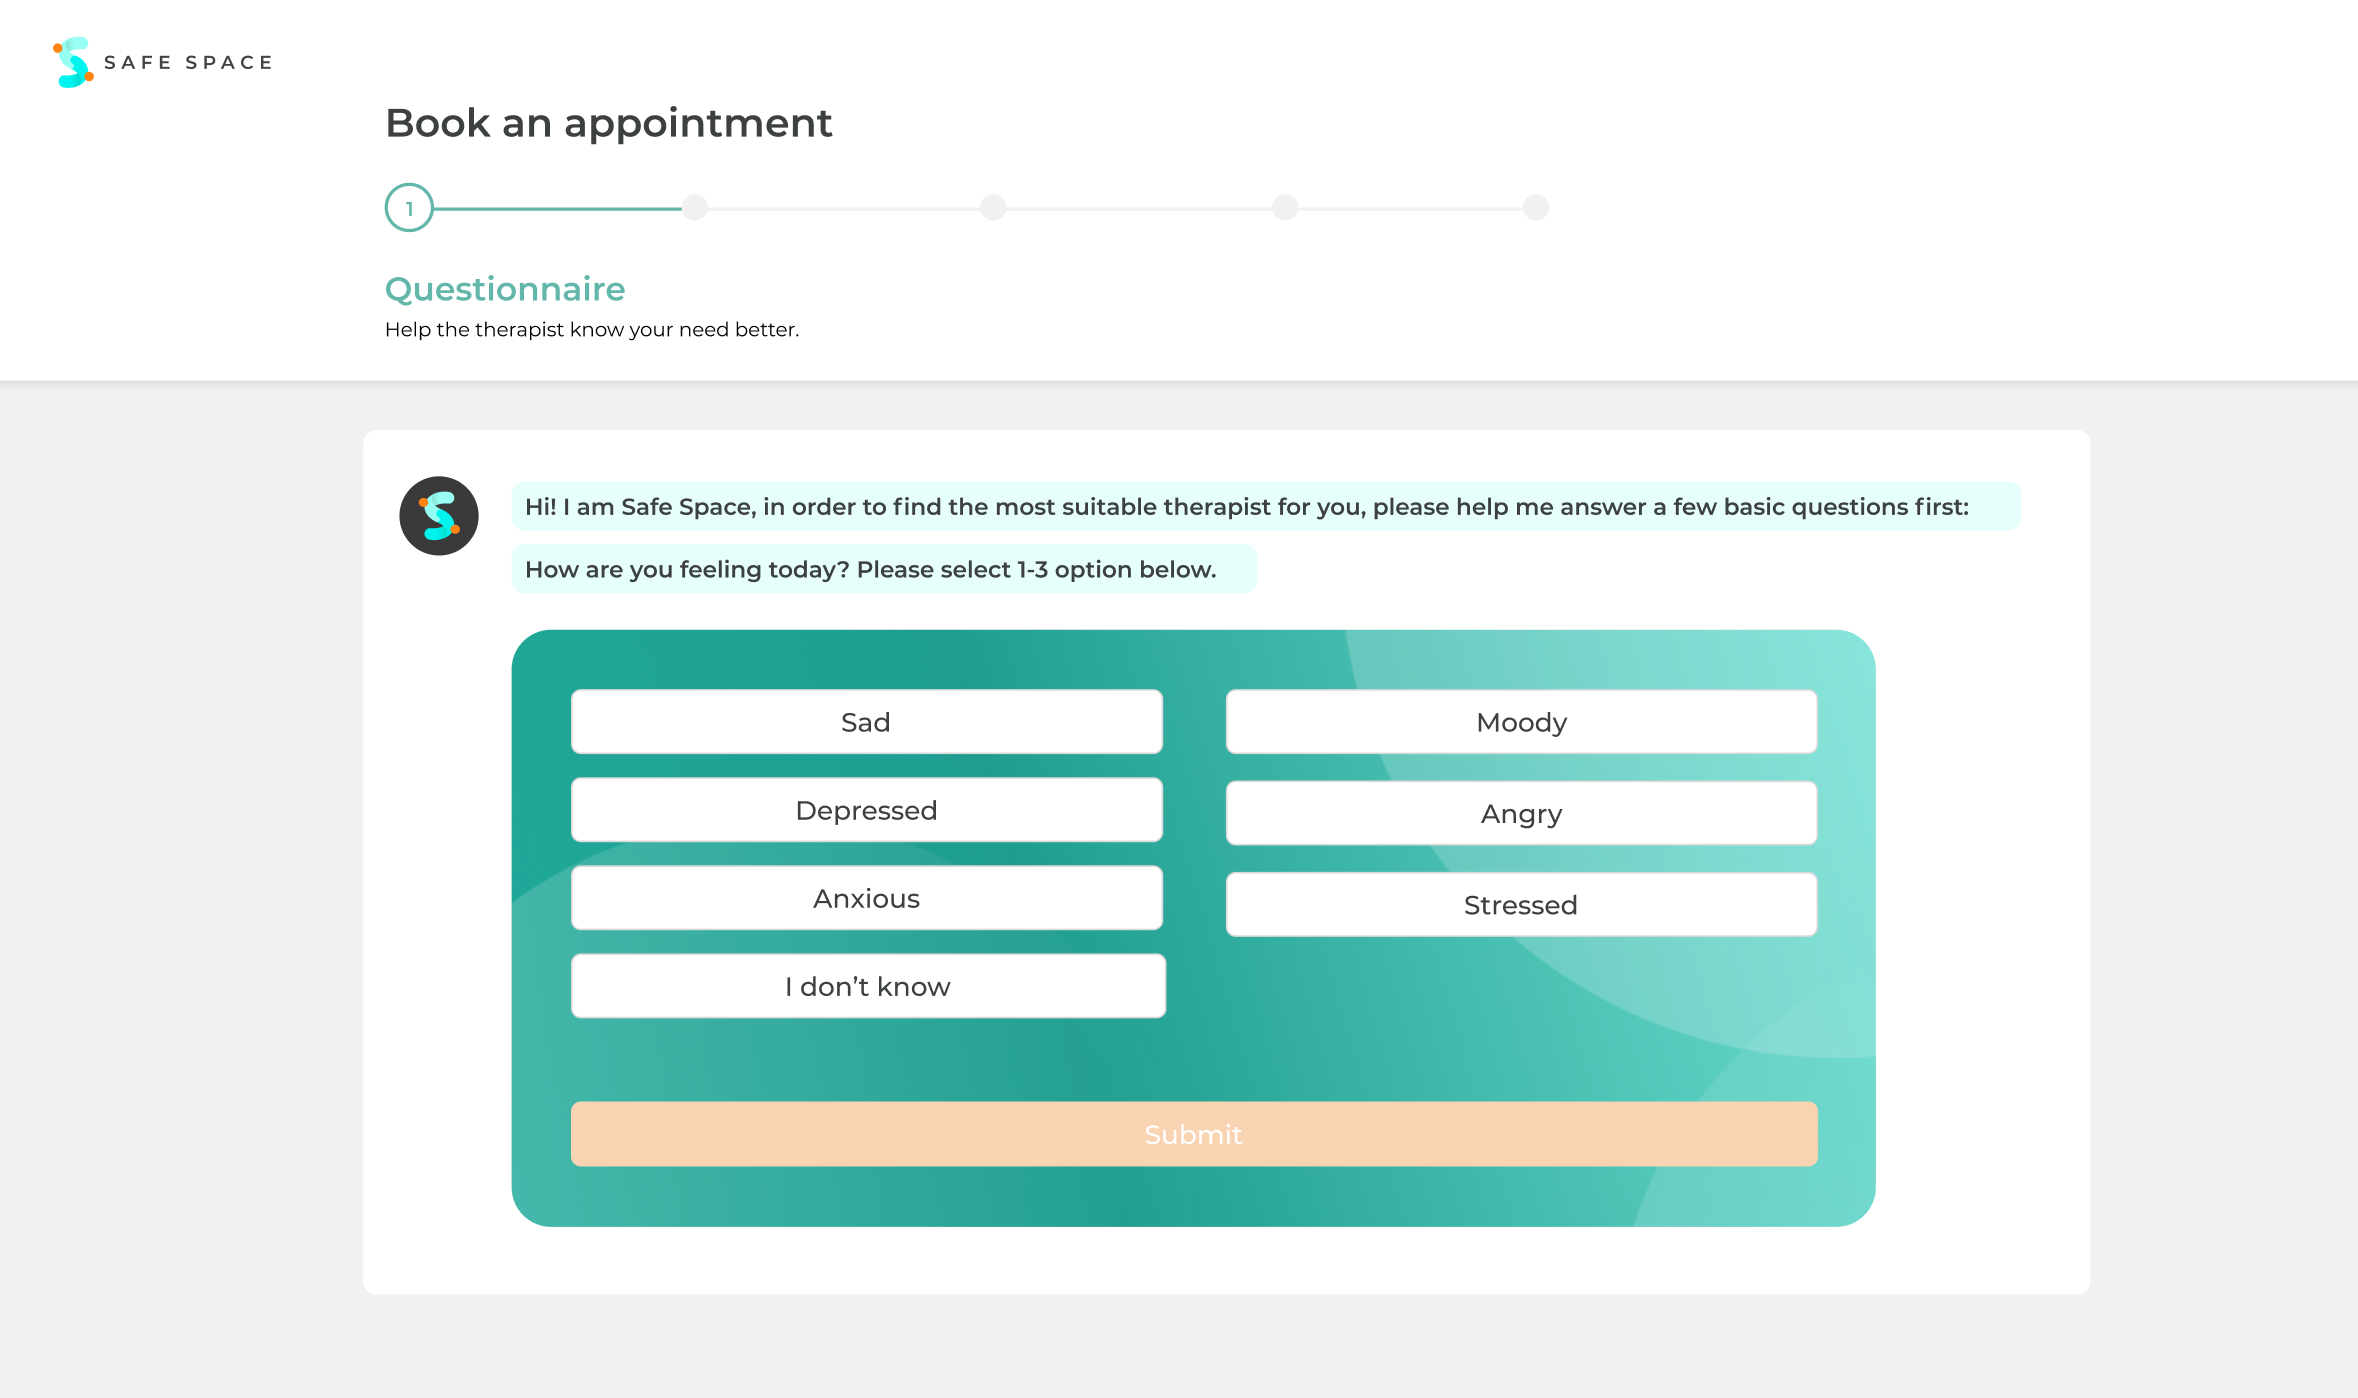 SAFE SPACE
Book an appointment
1
Questionnaire
Help the therapist know your need better.
Hi! I am Safe Space, in order to find the most suitable therapist for you, please help me answer a few basic questions first:
How are you feeling today? Please select 1-3 option below.
Sad
Moody
Depressed
Angry
Anxious
Stressed
I don’t know
Submit